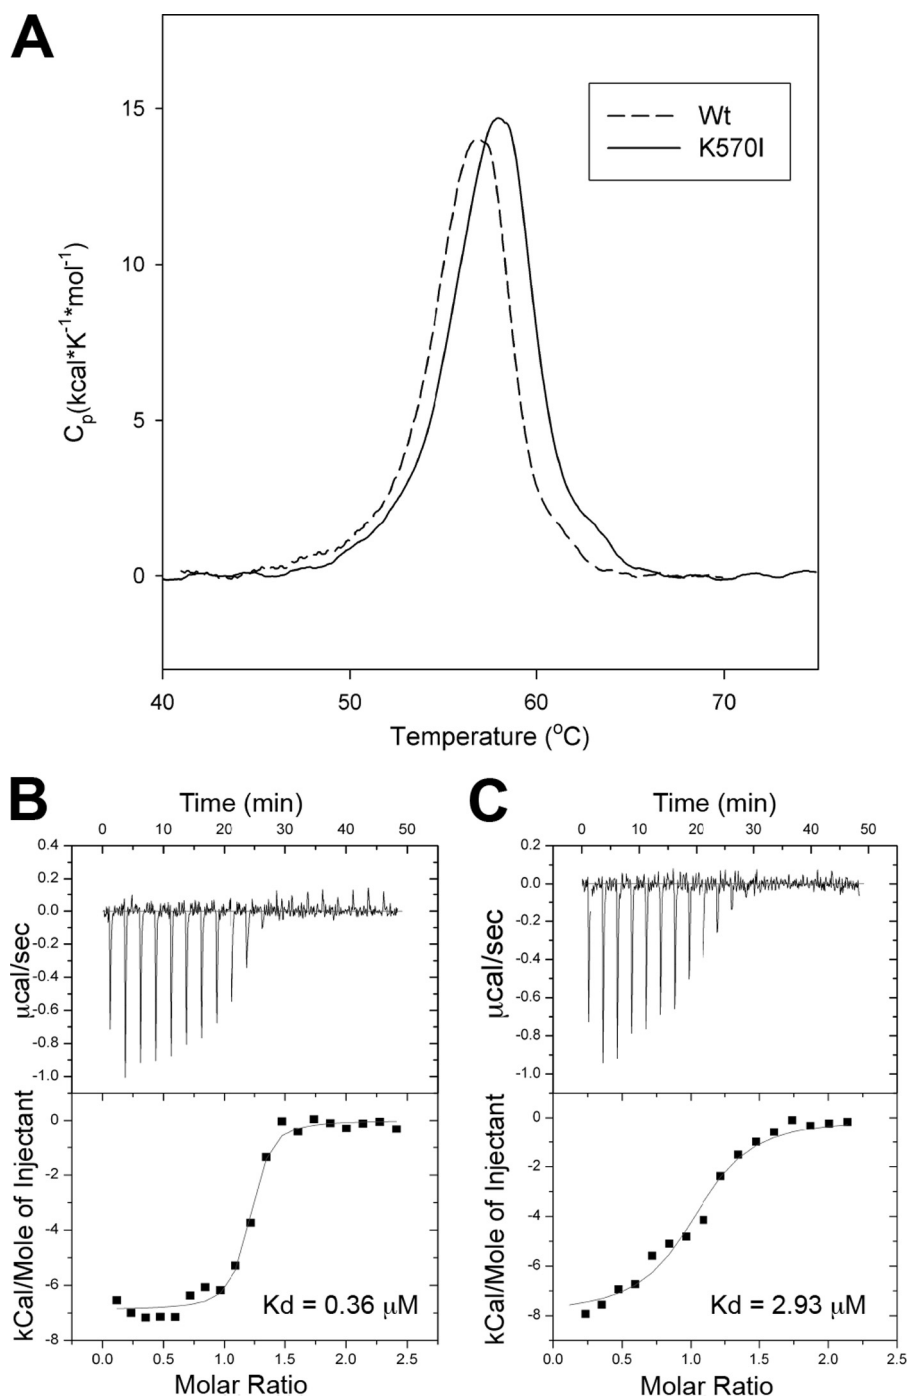 A
15
10
5
0
Cp(kcal*K-1*mol-1)
Wt
K570I
40
50
60
70
Temperature (oC)
B
Time (min)
0 10 20 30 40 50
0.4
0.2
0.0
-0.2
-0.4
-0.6
-0.8
-1.0
µcal/sec
0
-2
-4
-6
-8
kCal/Mole of Injectant
Kd = 0.36 µM
0.0 0.5 1.0 1.5 2.0 2.5
Molar Ratio
C
Time (min)
0 10 20 30 40 50
0.2
0.0
-0.2
-0.4
-0.6
-0.8
-1.0
µcal/sec
0
-2
-4
-6
-8
kCal/Mole of Injectant
Kd = 2.93 µM
0.0 0.5 1.0 1.5 2.0 2.5
Molar Ratio